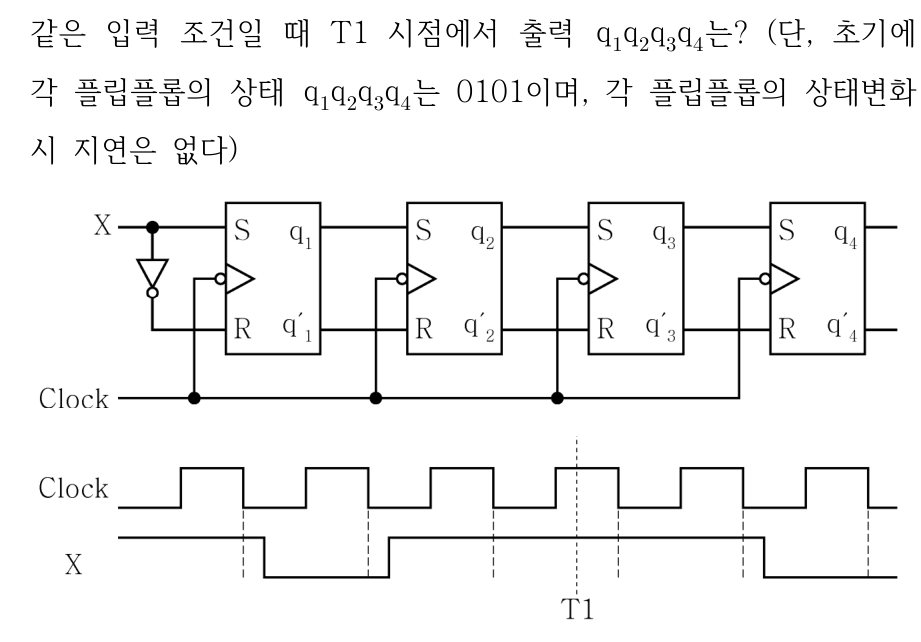 같은 입력 조건일 때 T1 시점에서 출력 q₁q₂q₃q₄는? (단, 초기에
각 플립플롭의 상태 q₁q₂q₃q₄는 0101이며, 각 플립플롭의 상태변화
시 지연은 없다)
X S q₁ S q₂ S q₃ S q₄
R q′₁ R q′₂ R q′₃ R q′₄
Clock
Clock
X
T1